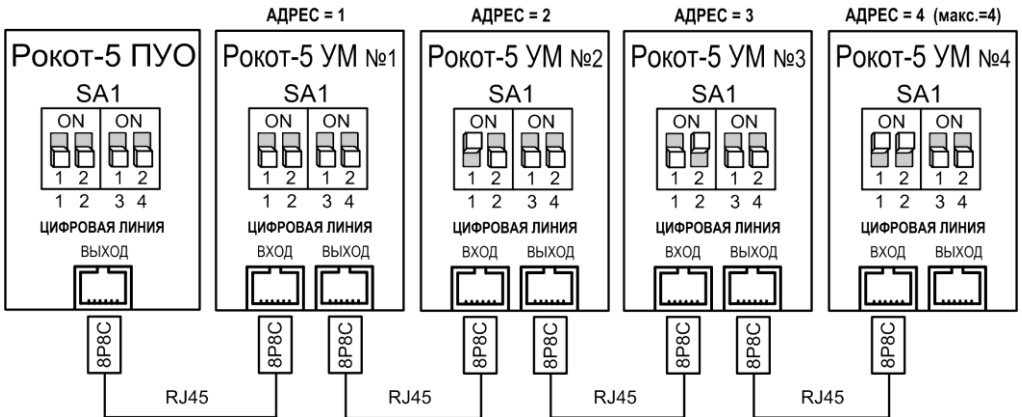 АДРЕС = 1 АДРЕС = 2 АДРЕС = 3 АДРЕС = 4 (макс.=4)
Рокот-5 ПУО Рокот-5 УМ №1 Рокот-5 УМ №2 Рокот-5 УМ №3 Рокот-5 УМ №4
SA1 SA1 SA1 SA1 SA1
ON ON ON ON ON ON ON ON ON ON
1 2 1 2 1 2 1 2 1 2 1 2 1 2 1 2 1 2 1 2
1 2 3 4 1 2 3 4 1 2 3 4 1 2 3 4 1 2 3 4
ЦИФРОВАЯ ЛИНИЯ ЦИФРОВАЯ ЛИНИЯ ЦИФРОВАЯ ЛИНИЯ ЦИФРОВАЯ ЛИНИЯ ЦИФРОВАЯ ЛИНИЯ
ВЫХОД ВХОД ВЫХОД ВХОД ВЫХОД ВХОД ВЫХОД ВХОД ВЫХОД
8P8C 8P8C 8P8C 8P8C 8P8C 8P8C 8P8C 8P8C
RJ45 RJ45 RJ45 RJ45